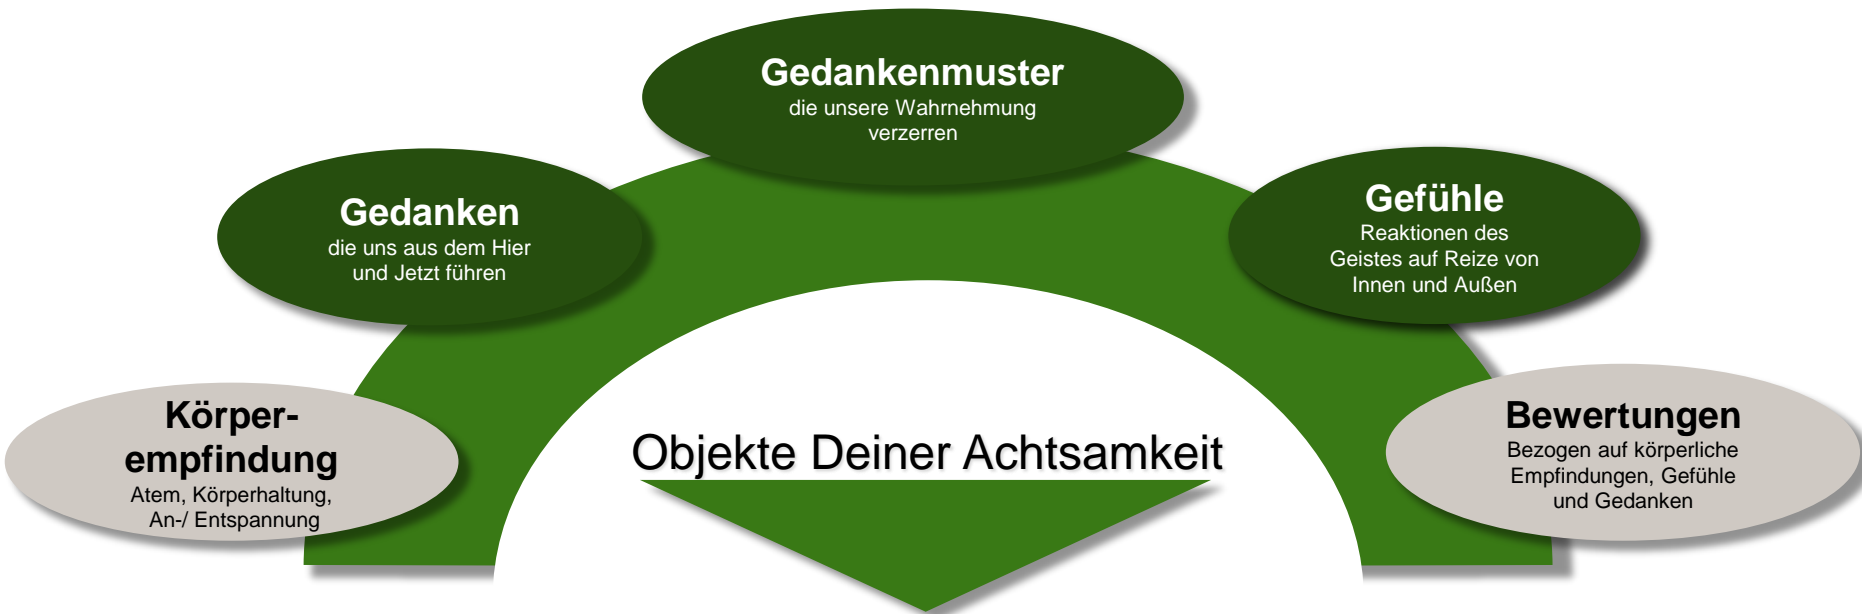 Gedankenmuster
die unsere Wahrnehmung
verzerren
Gedanken
die uns aus dem Hier
und Jetzt führen
Gefühle
Reaktionen des
Geistes auf Reize von
Innen und Außen
Körper-
empfindung
Atem, Körperhaltung,
An-/ Entspannung
Objekte Deiner Achtsamkeit
Bewertungen
Bezogen auf körperliche
Empfindungen, Gefühle
und Gedanken